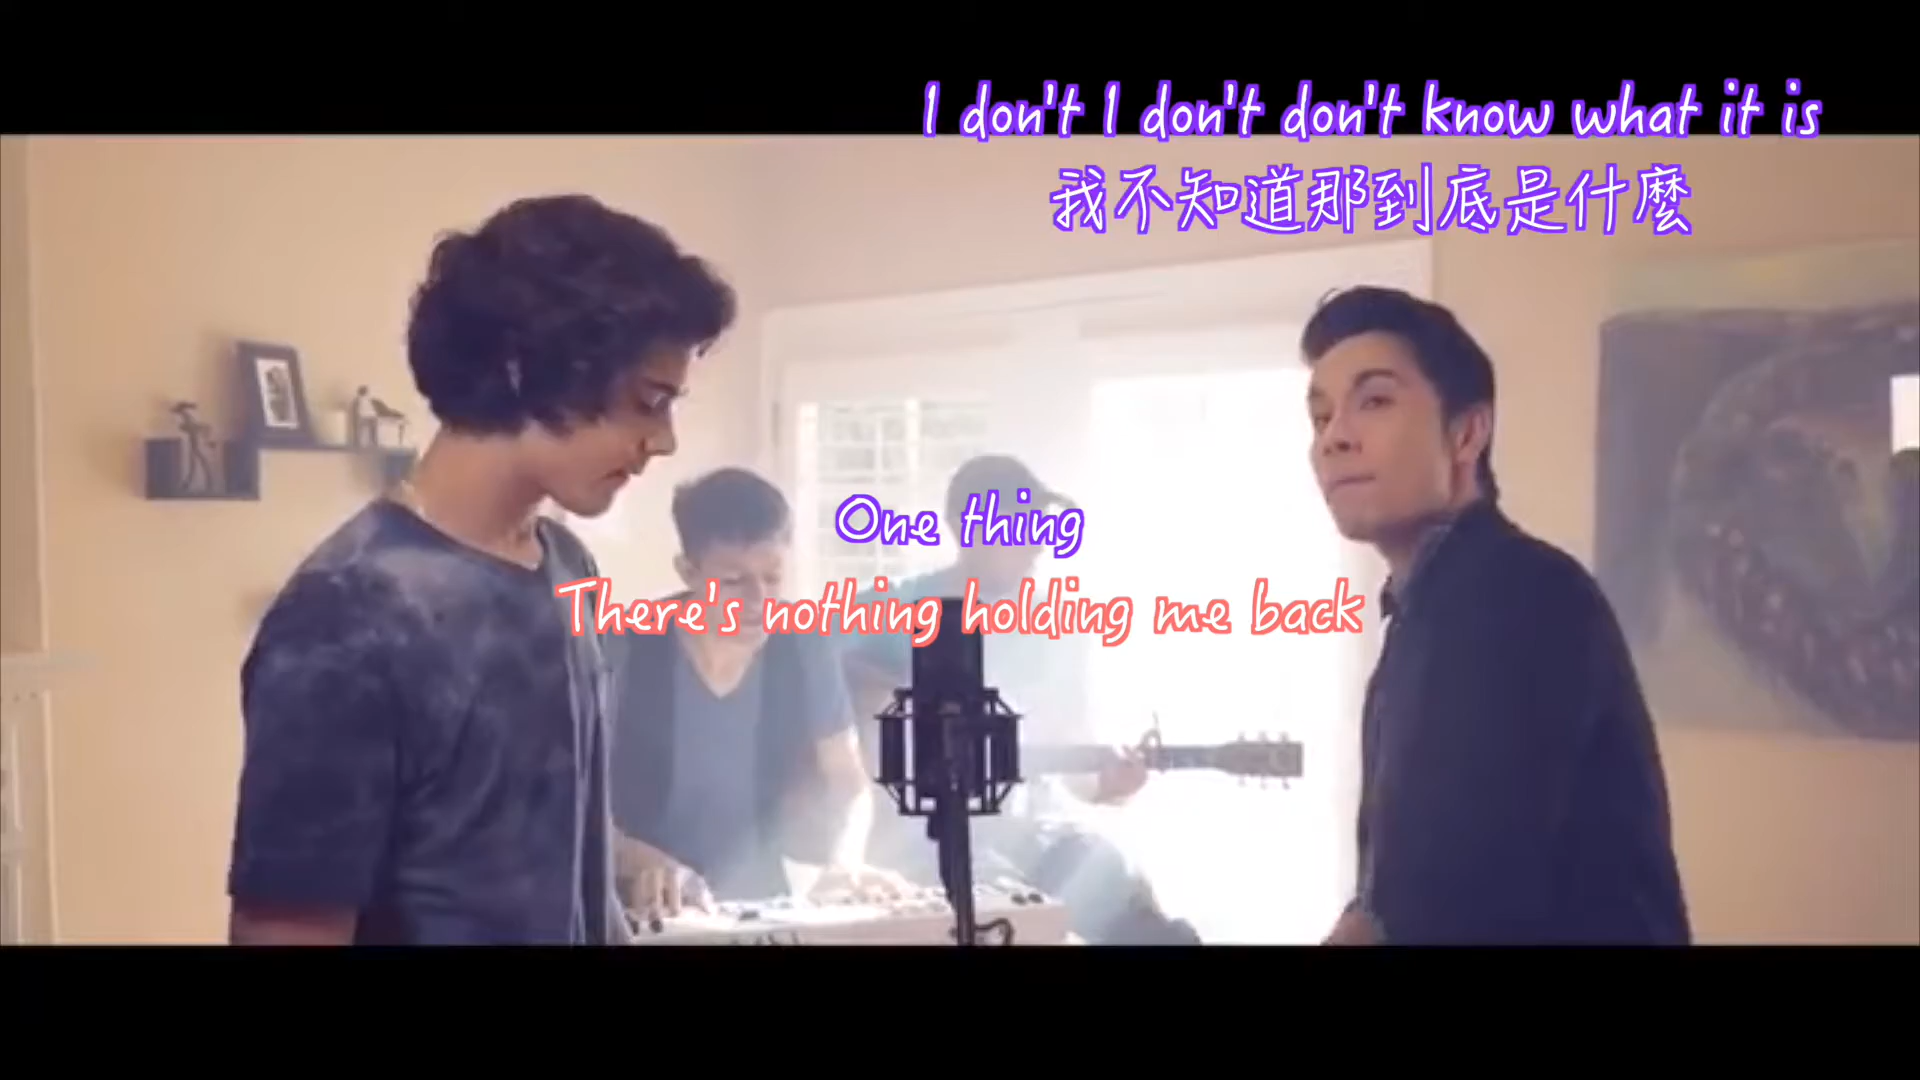 I don't I don't don't know what it is
我不知道那到底是什麼
One thing
There's nothing holding me back